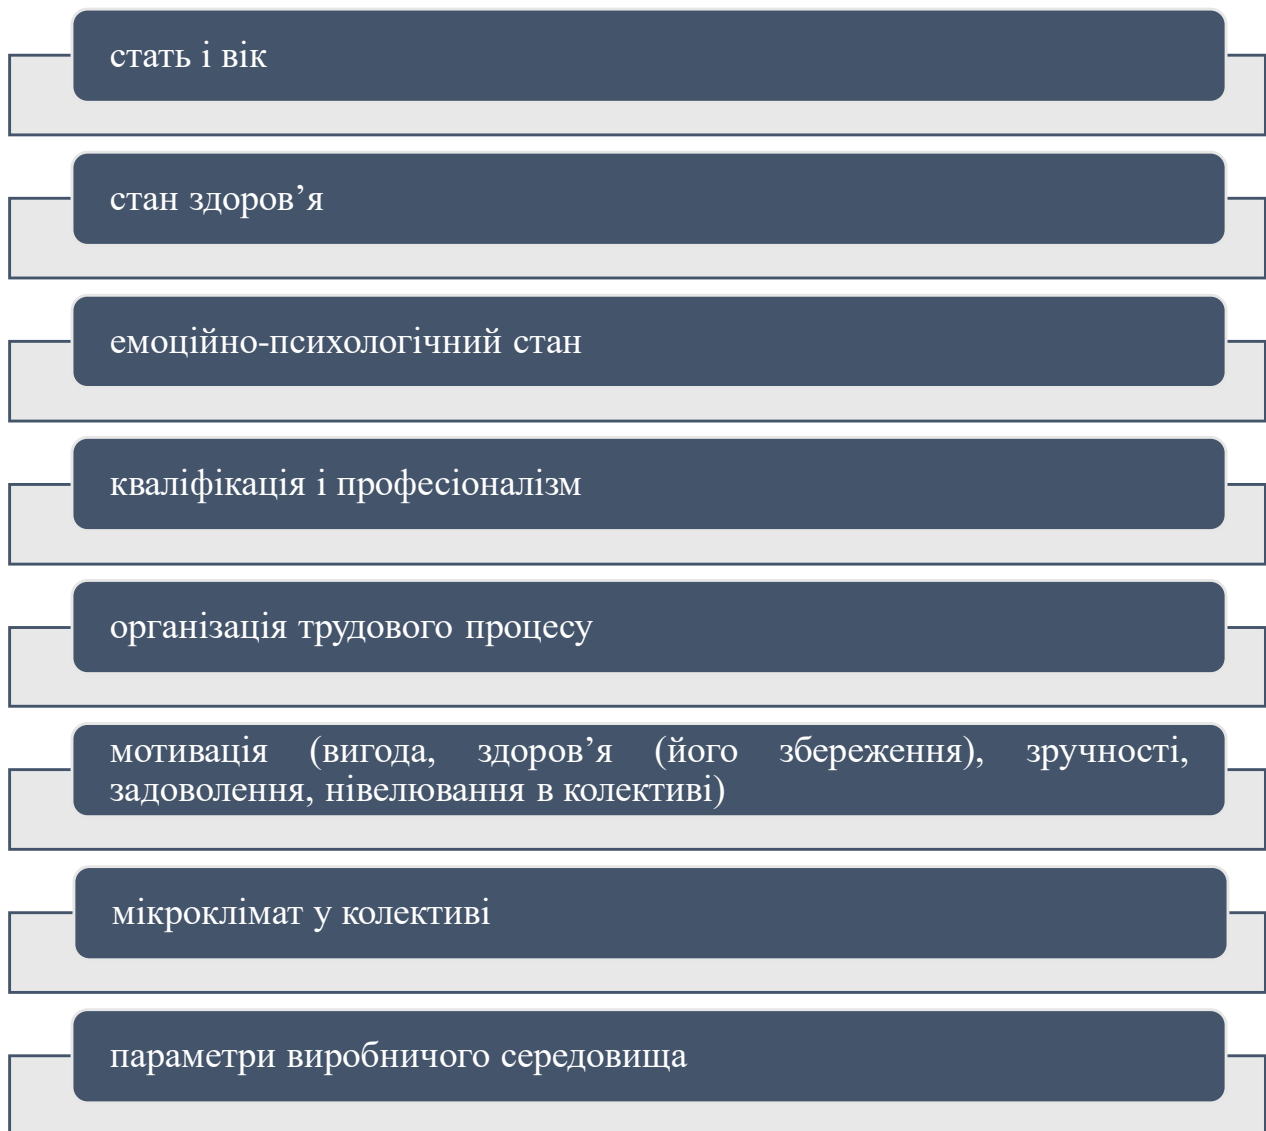 стать і вік
стан здоров’я
емоційно-психологічний стан
кваліфікація і професіоналізм
організація трудового процесу
мотивація (вигода, здоров’я (його збереження), зручності,
задоволення, нівелювання в колективі)
мікроклімат у колективі
параметри виробничого середовища